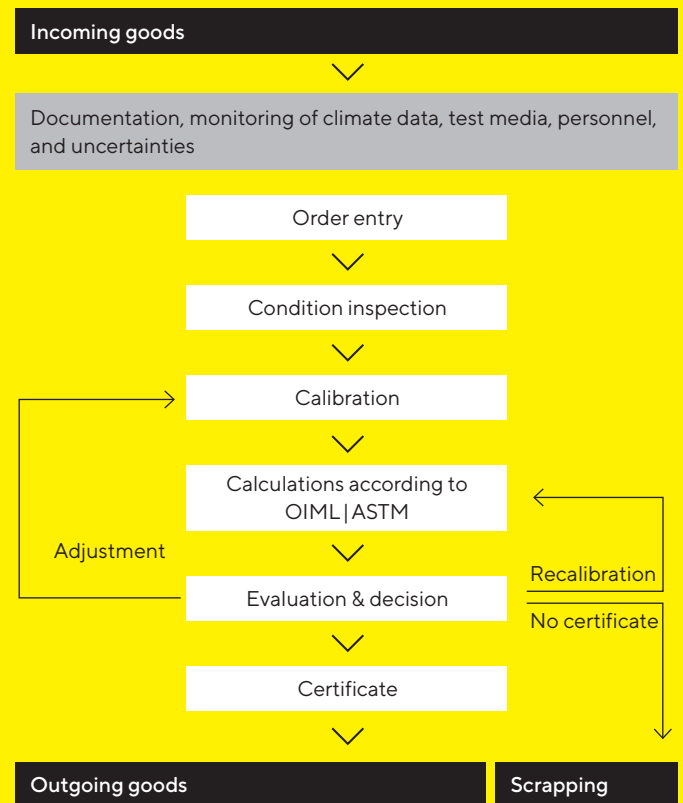 Incoming goods
Documentation, monitoring of climate data, test media, personnel,
and uncertainties
Order entry
Condition inspection
Calibration
Calculations according to
OIML|ASTM
Adjustment
Recalibration
Evaluation & decision
No certificate
Certificate
Outgoing goods
Scrapping